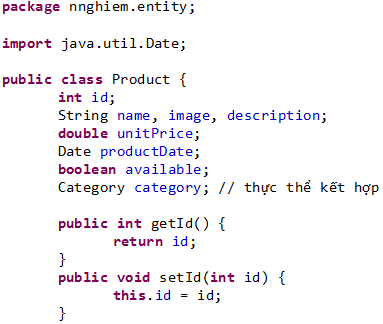 package nnghiem.entity;
import java.util.Date;
public class Product {
int id;
String name, image, description;
double unitPrice;
Date productDate;
boolean available;
Category category; // thực thể kết hợp
public int getId() {
return id;
}
public void setId(int id) {
this.id = id;
}